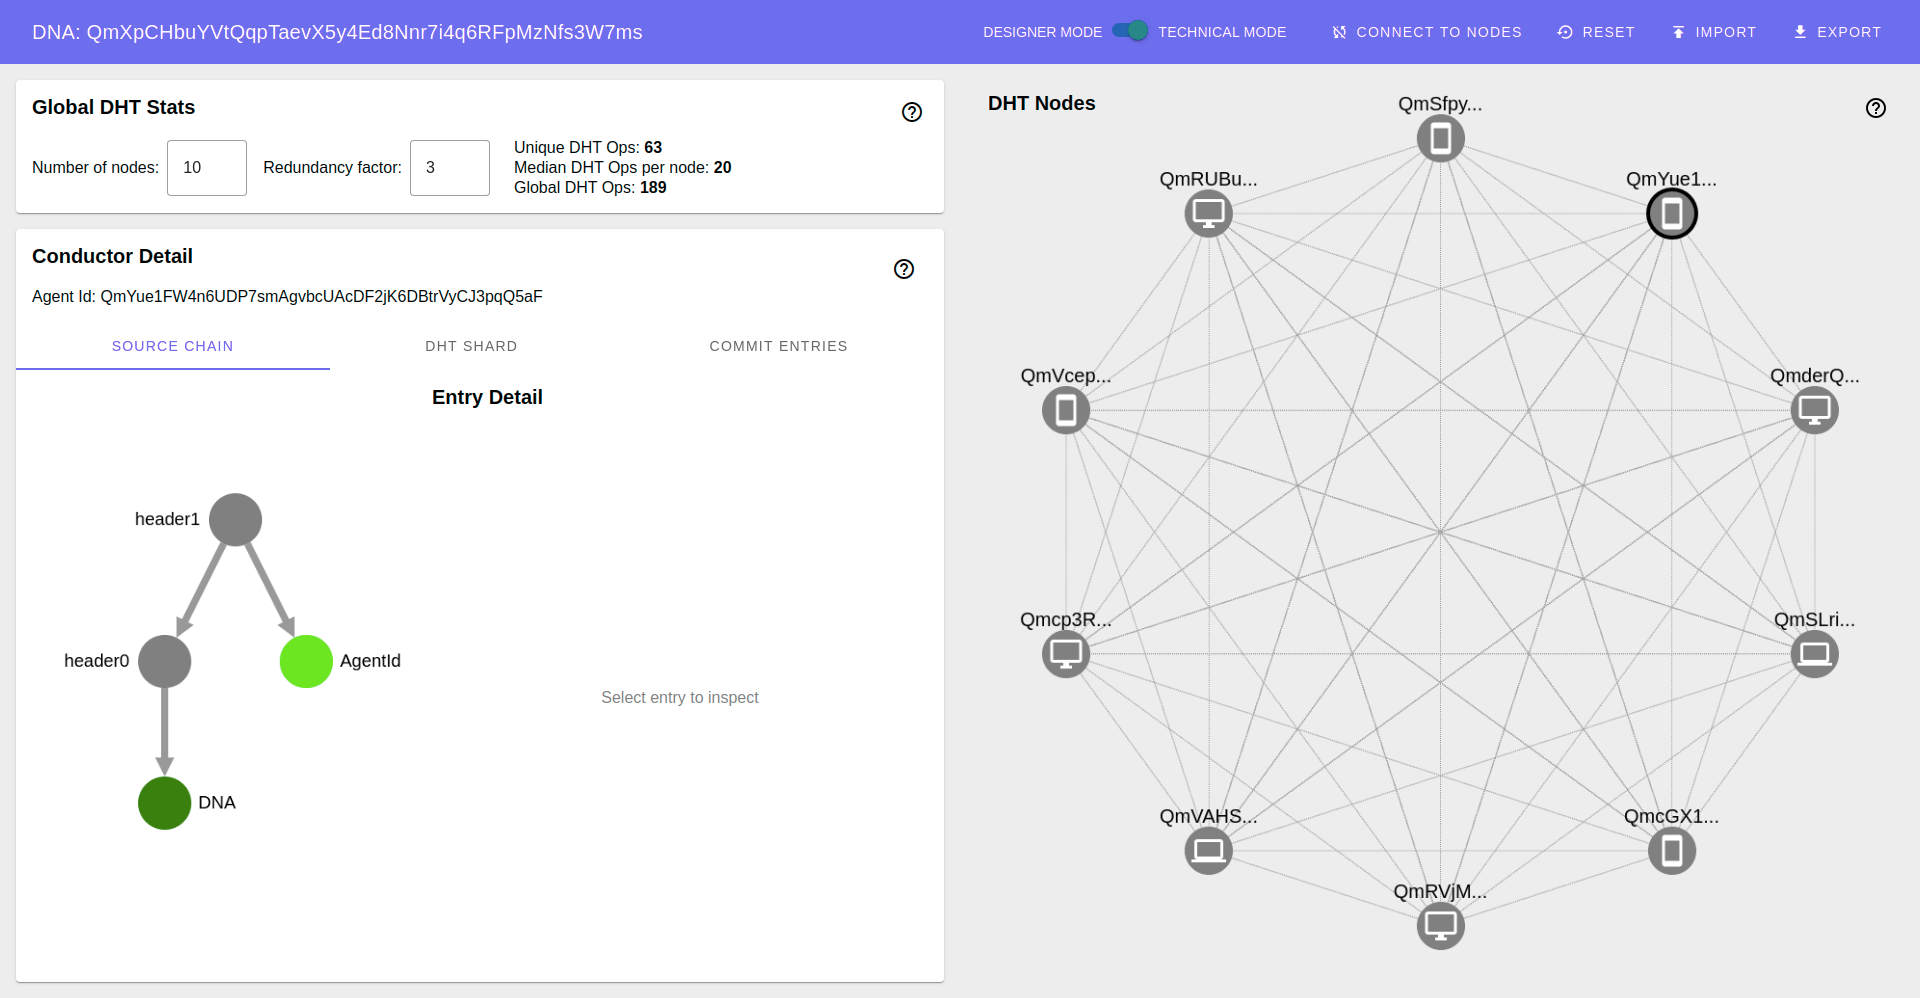 DNA: QmXpCHbuYVtQqpTaevX5y4Ed8Nnr7i4q6RFpMzNfs3W7ms
DESIGNER MODE TECHNICAL MODE CONNECT TO NODES RESET IMPORT EXPORT
Global DHT Stats
Number of nodes: 10 Redundancy factor: 3
Unique DHT Ops: 63
Median DHT Ops per node: 20
Global DHT Ops: 189
Conductor Detail
Agent Id: QmYue1FW4n6UDP7smAgvbcUAcDF2jK6DBtrVyCJ3pqQ5aF
SOURCE CHAIN DHT SHARD COMMIT ENTRIES
Entry Detail
header1
header0 AgentId
DNA
Select entry to inspect
DHT Nodes
QmSfpy...
QmRUBu... QmYue1...
QmVcep... QmderQ...
Qmcp3R... QmSLri...
QmVAHS... QmcGX1...
QmRVjM...